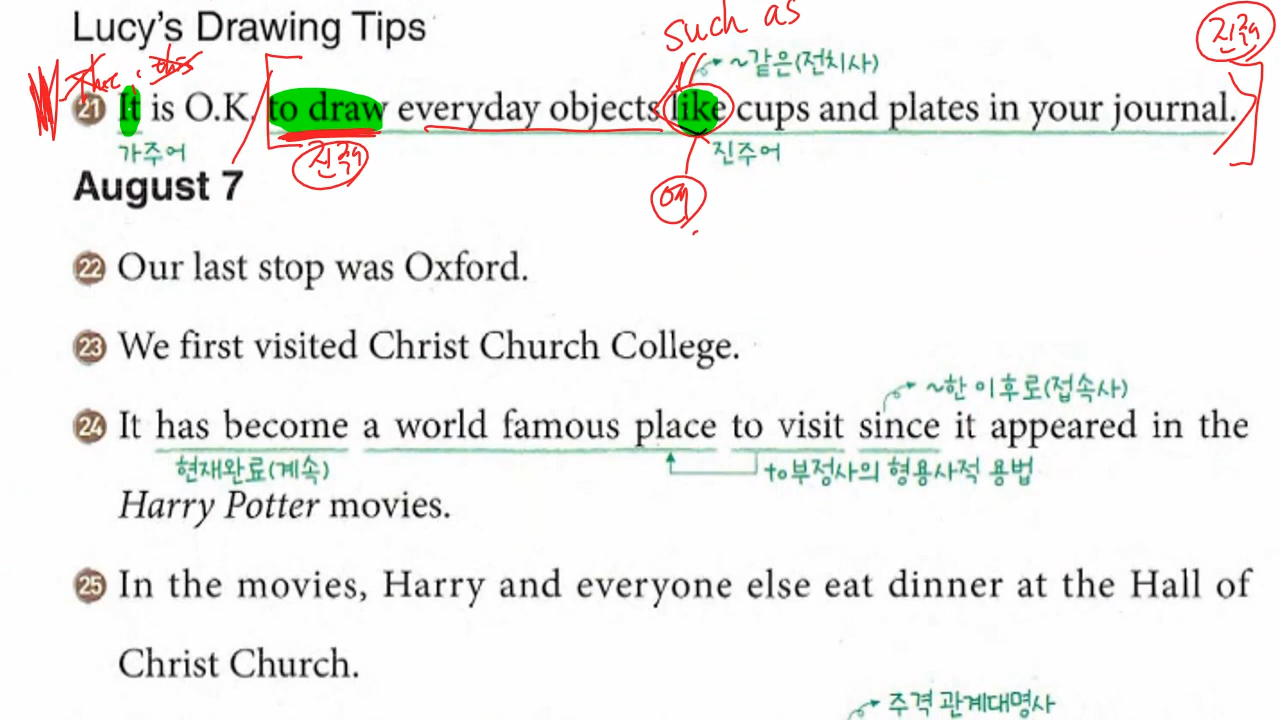 such as
Lucy's Drawing Tips
진주어
~같은(전치사)
21 It is O.K. to draw everyday objects like cups and plates in your journal.
가주어
진주어
진주어
예
August 7
22 Our last stop was Oxford.
23 We first visited Christ Church College.
~한 이후로(접속사)
24 It has become a world famous place to visit since it appeared in the
현재완료(계속)
to부정사의 형용사적 용법
Harry Potter movies.
25 In the movies, Harry and everyone else eat dinner at the Hall of
Christ Church.
주격 관계대명사